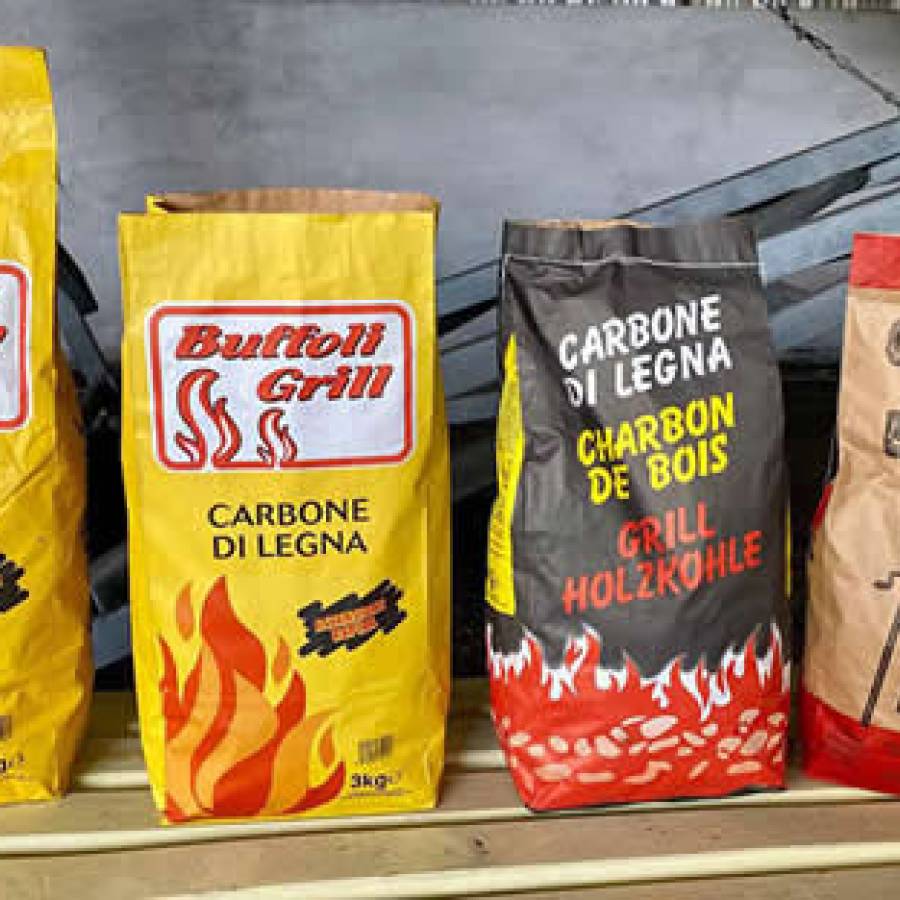 Buffoli
Grill
CARBONE
DI LEGNA
3kg℮
CARBONE
DI LEGNA
CHARBON
DE BOIS
GRILL
HOLZKOHLE